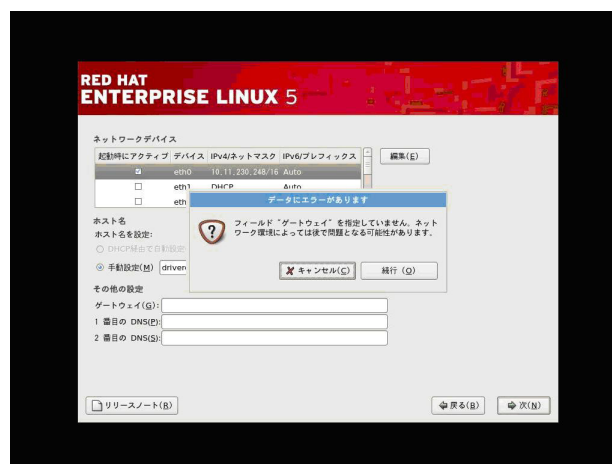 RED HAT
ENTERPRISE LINUX 5
ネットワークデバイス
起動時にアクティブ デバイス IPv4/ネットマスク IPv6/プレフィックス
編集(E)
eth0 10.11.230.248/16 Auto
eth1 DHCP Auto
eth
データにエラーがあります
フィールド "ゲートウェイ" を指定していません。ネット
ワーク環境によっては後で問題となる可能性があります。
キャンセル(C) 続行 (O)
ホスト名
ホスト名を設定:
DHCP経由で自動設定
手動設定(M) driver
その他の設定
ゲートウェイ(G):
1 番目の DNS(P):
2 番目の DNS(S):
リリースノート(R) 戻る(B) 次(N)